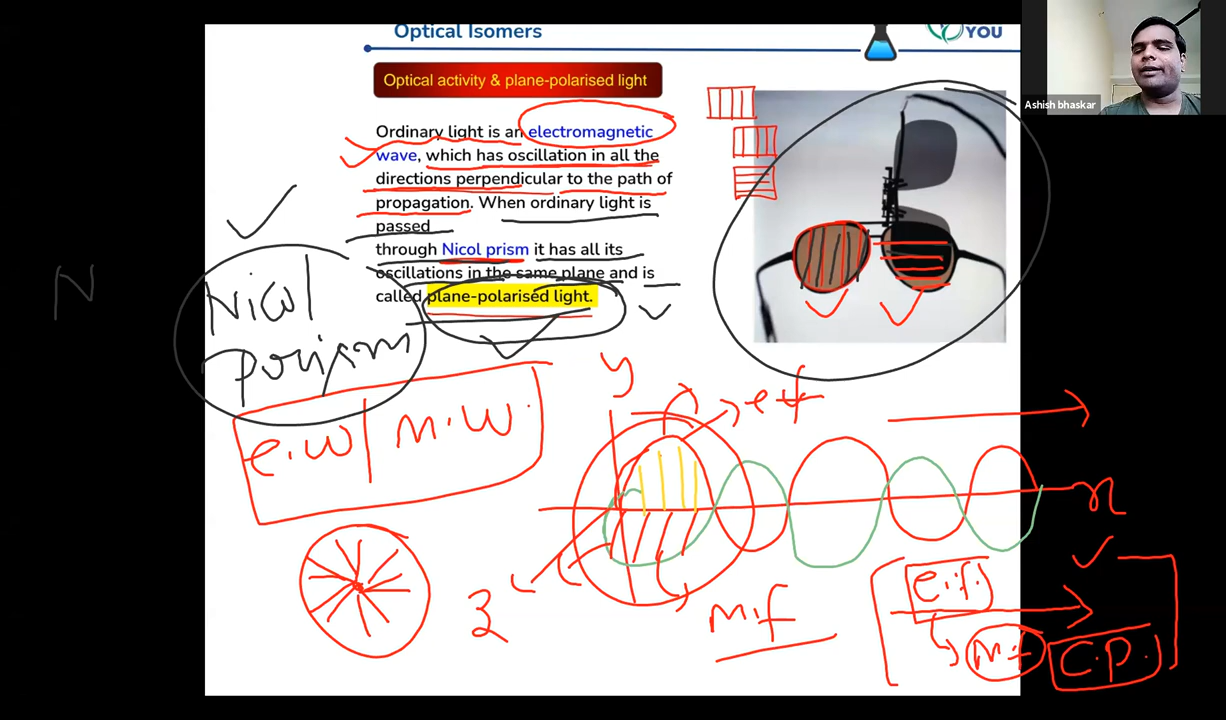 Optical Isomers
YOU
Ashish bhaskar
Optical activity & plane-polarised light
Ordinary light is an electromagnetic
wave, which has oscillation in all the
directions perpendicular to the path of
propagation. When ordinary light is
passed
through Nicol prism it has all its
oscillations in the same plane and is
called plane-polarised light.
N
Nicol
porism
e.w | m.w.
y
e f
x
z
m.f
e.f.
m.f C.P.